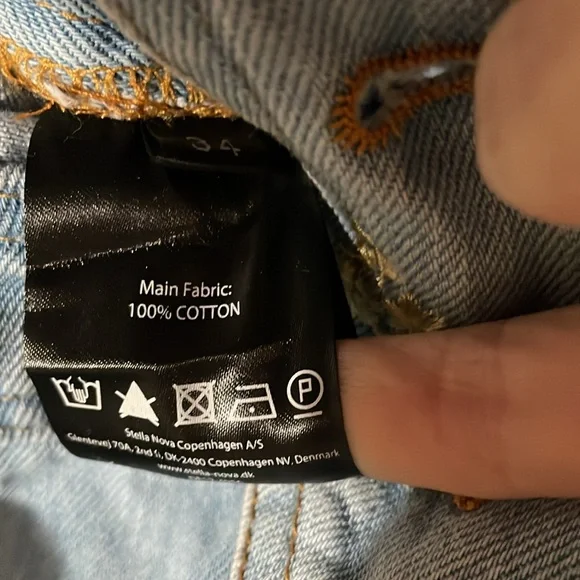 34
Main Fabric:
100% COTTON
P
Stella Nova Copenhagen A/S
Glentevej 70A, 2nd fl, DK-2400 Copenhagen NV, Denmark
www.stella-nova.dk